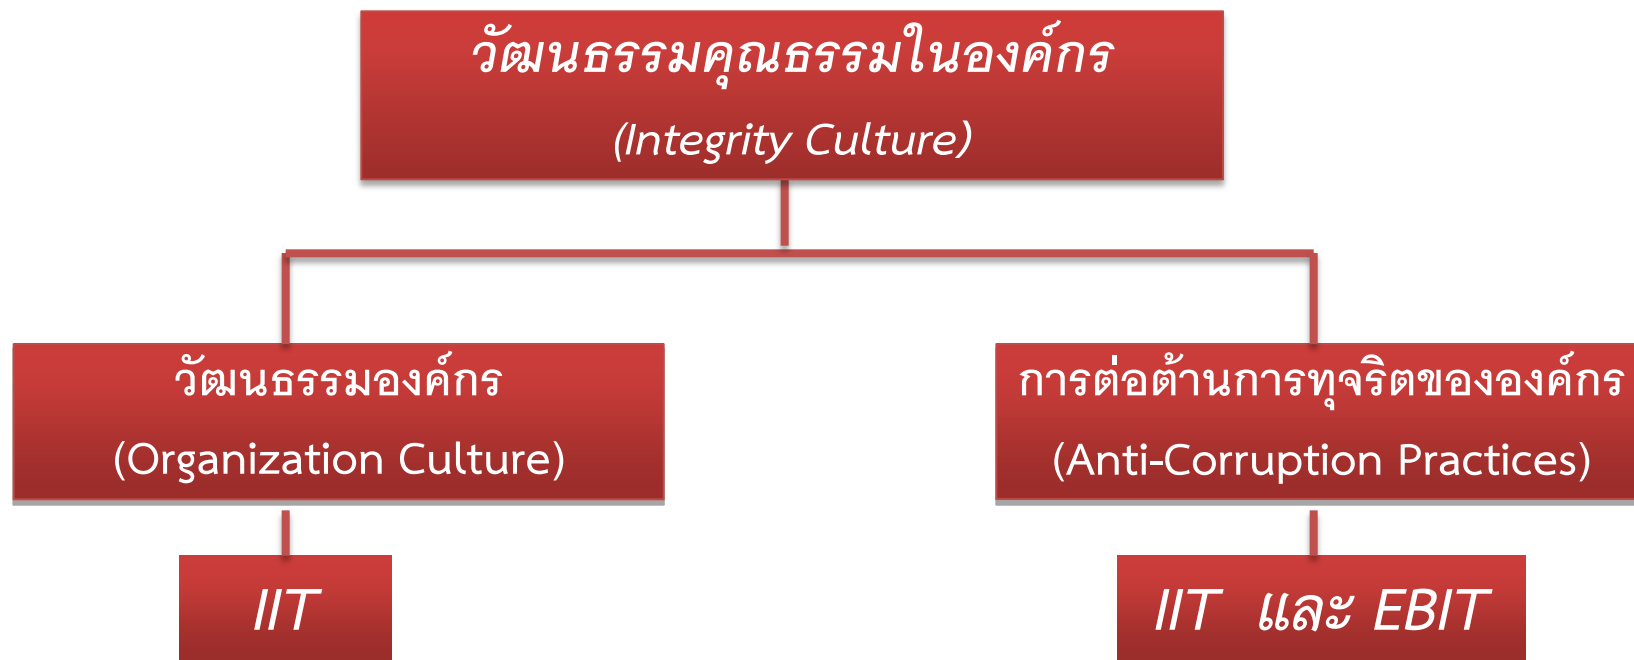 วัฒนธรรมคุณธรรมในองค์กร
(Integrity Culture)
วัฒนธรรมองค์กร
(Organization Culture)
การต่อต้านการทุจริตขององค์กร
(Anti-Corruption Practices)
IIT
IIT และ EBIT